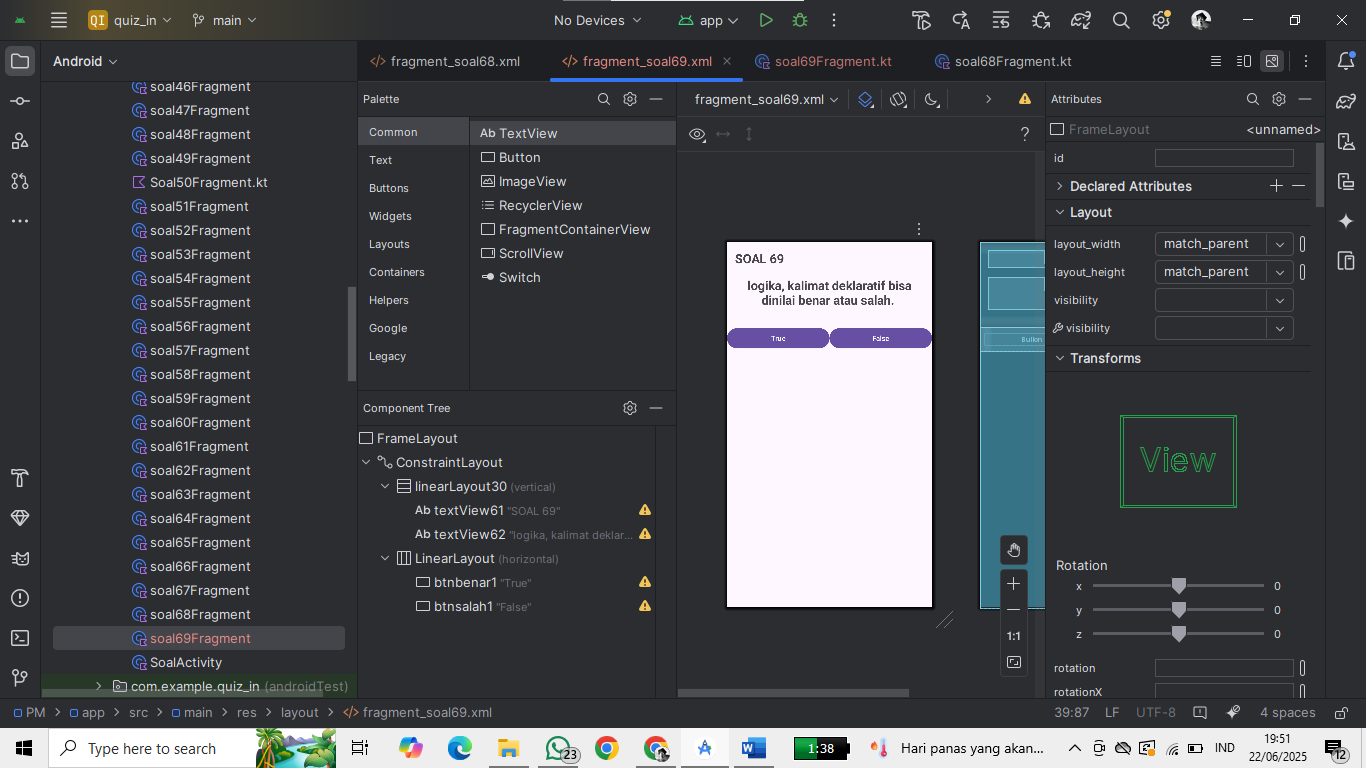 QI quiz_in main No Devices app
Android
soal46Fragment
soal47Fragment
soal48Fragment
soal49Fragment
Soal50Fragment.kt
soal51Fragment
soal52Fragment
soal53Fragment
soal54Fragment
soal55Fragment
soal56Fragment
soal57Fragment
soal58Fragment
soal59Fragment
soal60Fragment
soal61Fragment
soal62Fragment
soal63Fragment
soal64Fragment
soal65Fragment
soal66Fragment
soal67Fragment
soal68Fragment
soal69Fragment
SoalActivity
com.example.quiz_in (androidTest)
fragment_soal68.xml fragment_soal69.xml soal69Fragment.kt soal68Fragment.kt
Palette
Common
Text
Buttons
Widgets
Layouts
Containers
Helpers
Google
Legacy
Ab TextView
Button
ImageView
RecyclerView
FragmentContainerView
ScrollView
Switch
Component Tree
FrameLayout
ConstraintLayout
linearLayout30 (vertical)
Ab textView61 "SOAL 69"
Ab textView62 "logika, kalimat deklar...
LinearLayout (horizontal)
btnbenar1 "True"
btnsalah1 "False"
fragment_soal69.xml
?
SOAL 69
logika, kalimat deklaratif bisa
dinilai benar atau salah.
True False
Button
1:1
Attributes
FrameLayout <unnamed>
id
Declared Attributes
Layout
layout_width match_parent
layout_height match_parent
visibility
visibility
Transforms
View
Rotation
x 0
y 0
z 0
rotation
rotationX
PM > app > src > main > res > layout > fragment_soal69.xml
39:87 LF UTF-8 4 spaces
Type here to search
23
1:38
Hari panas yang akan...
IND
19:51
22/06/2025
12